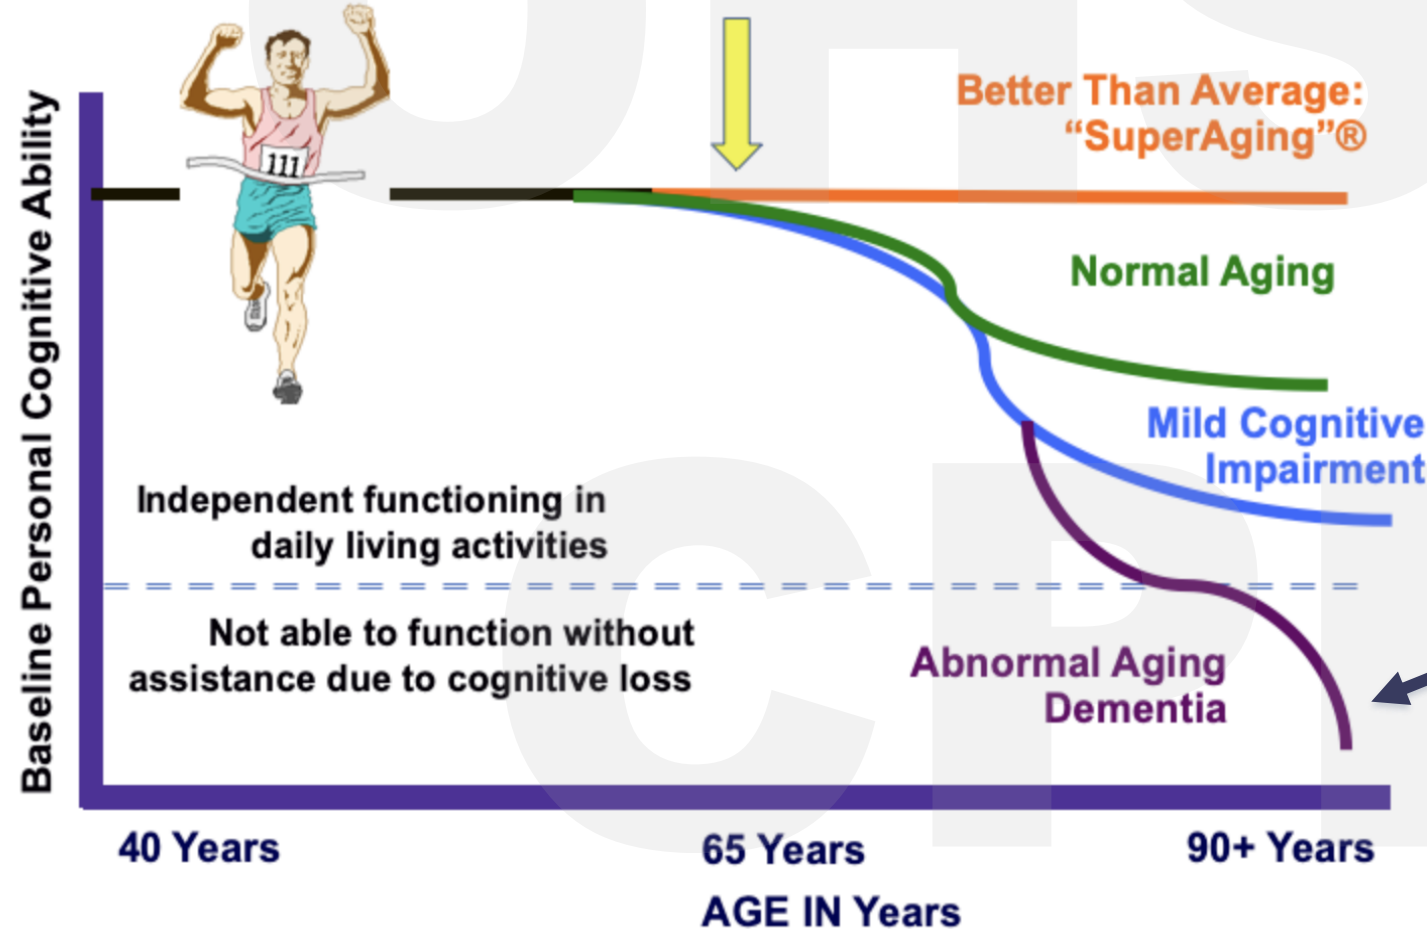 Baseline Personal Cognitive Ability
111
Better Than Average:
“SuperAging”®
Normal Aging
Mild Cognitive
Impairment
Independent functioning in
daily living activities
Not able to function without
assistance due to cognitive loss
Abnormal Aging
Dementia
40 Years
65 Years
90+ Years
AGE IN Years